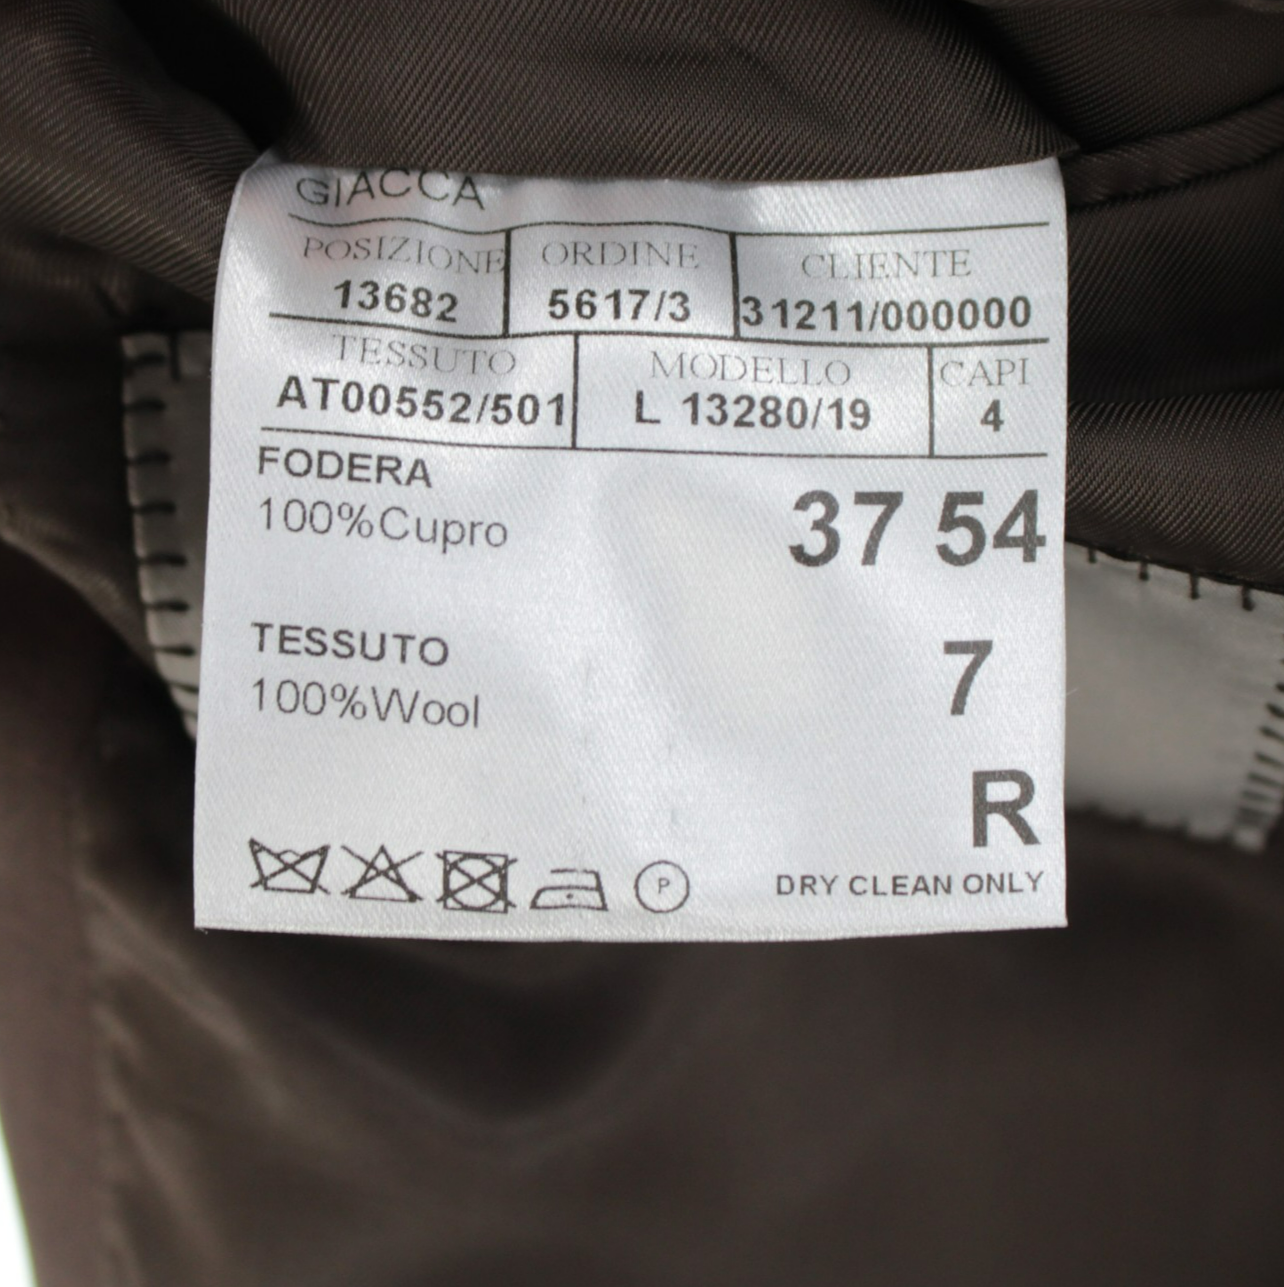 GIACCA
POSIZIONE ORDINE CLIENTE
13682 5617/3 31211/000000
TESSUTO MODELLO CAPI
AT00552/501 L 13280/19 4
FODERA
100%Cupro 37 54
TESSUTO 7
100%Wool
R
P DRY CLEAN ONLY